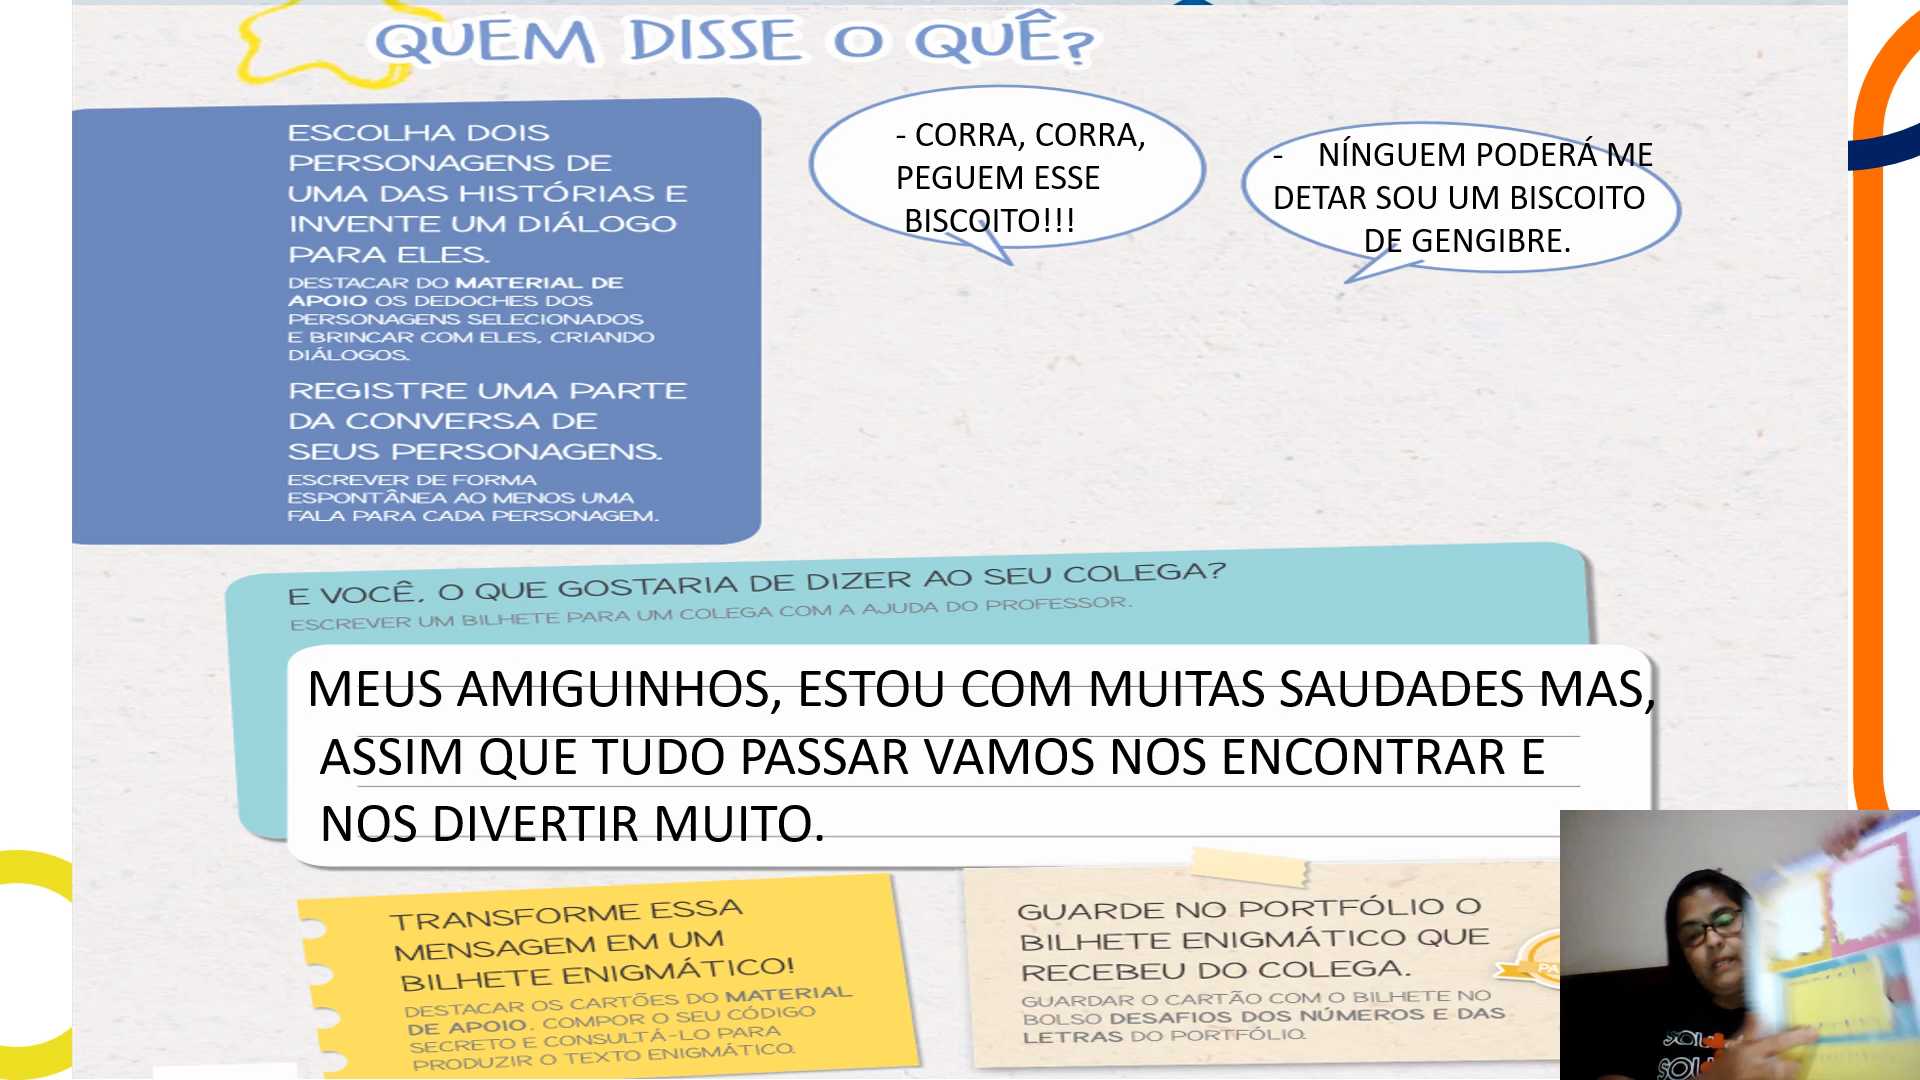 QUEM DISSE O QUÊ?
ESCOLHA DOIS
PERSONAGENS DE
UMA DAS HISTÓRIAS E
INVENTE UM DIÁLOGO
PARA ELES.
DESTACAR DO MATERIAL DE
APOIO OS DEDOCHES DOS
PERSONAGENS SELECIONADOS
E BRINCAR COM ELES, CRIANDO
DIÁLOGOS.
REGISTRE UMA PARTE
DA CONVERSA DE
SEUS PERSONAGENS.
ESCREVER DE FORMA
ESPONTÂNEA AO MENOS UMA
FALA PARA CADA PERSONAGEM.
- CORRA, CORRA,
PEGUEM ESSE
BISCOITO!!!
- NÍNGUEM PODERÁ ME
DETAR SOU UM BISCOITO
DE GENGIBRE.
E VOCÊ, O QUE GOSTARIA DE DIZER AO SEU COLEGA?
ESCREVER UM BILHETE PARA UM COLEGA COM A AJUDA DO PROFESSOR.
MEUS AMIGUINHOS, ESTOU COM MUITAS SAUDADES MAS,
ASSIM QUE TUDO PASSAR VAMOS NOS ENCONTRAR E
NOS DIVERTIR MUITO.
TRANSFORME ESSA
MENSAGEM EM UM
BILHETE ENIGMÁTICO!
DESTACAR OS CARTÕES DO MATERIAL
DE APOIO, COMPOR O SEU CÓDIGO
SECRETO E CONSULTÁ-LO PARA
PRODUZIR O TEXTO ENIGMÁTICO.
GUARDE NO PORTFÓLIO O
BILHETE ENIGMÁTICO QUE
RECEBEU DO COLEGA.
GUARDAR O CARTÃO COM O BILHETE NO
BOLSO DESAFIOS DOS NÚMEROS E DAS
LETRAS DO PORTFÓLIO.